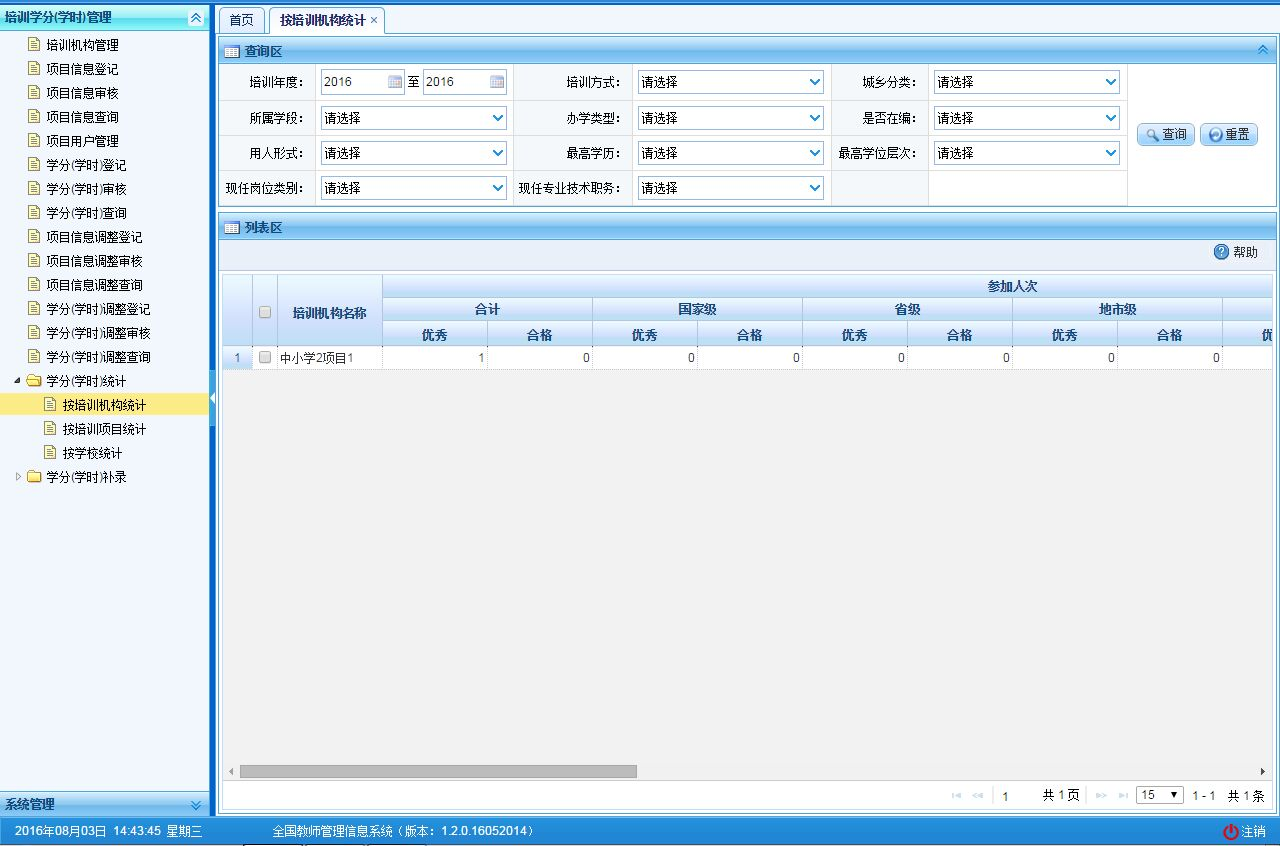 培训学分(学时)管理
培训机构管理
项目信息登记
项目信息审核
项目信息查询
项目用户管理
学分(学时)登记
学分(学时)审核
学分(学时)查询
项目信息调整登记
项目信息调整审核
项目信息调整查询
学分(学时)调整登记
学分(学时)调整审核
学分(学时)调整查询
学分(学时)统计
按培训机构统计
按培训项目统计
按学校统计
学分(学时)补录
系统管理
首页 按培训机构统计 ×
查询区
培训年度： 2016 至 2016 培训方式： 请选择 城乡分类： 请选择
所属学段： 请选择 办学类型： 请选择 是否在编： 请选择
查询 重置
用人形式： 请选择 最高学历： 请选择 最高学位层次： 请选择
现任岗位类别： 请选择 现任专业技术职务： 请选择
列表区
帮助
参加人次
培训机构名称 合计 国家级 省级 地市级
优秀 合格 优秀 合格 优秀 合格 优秀 合格
1 中小学2项目1 1 0 0 0 0 0 0 0
1 共 1 页 15 1 - 1 共 1 条
2016年08月03日 14:43:45 星期三 全国教师管理信息系统（版本：1.2.0.16052014） 注销